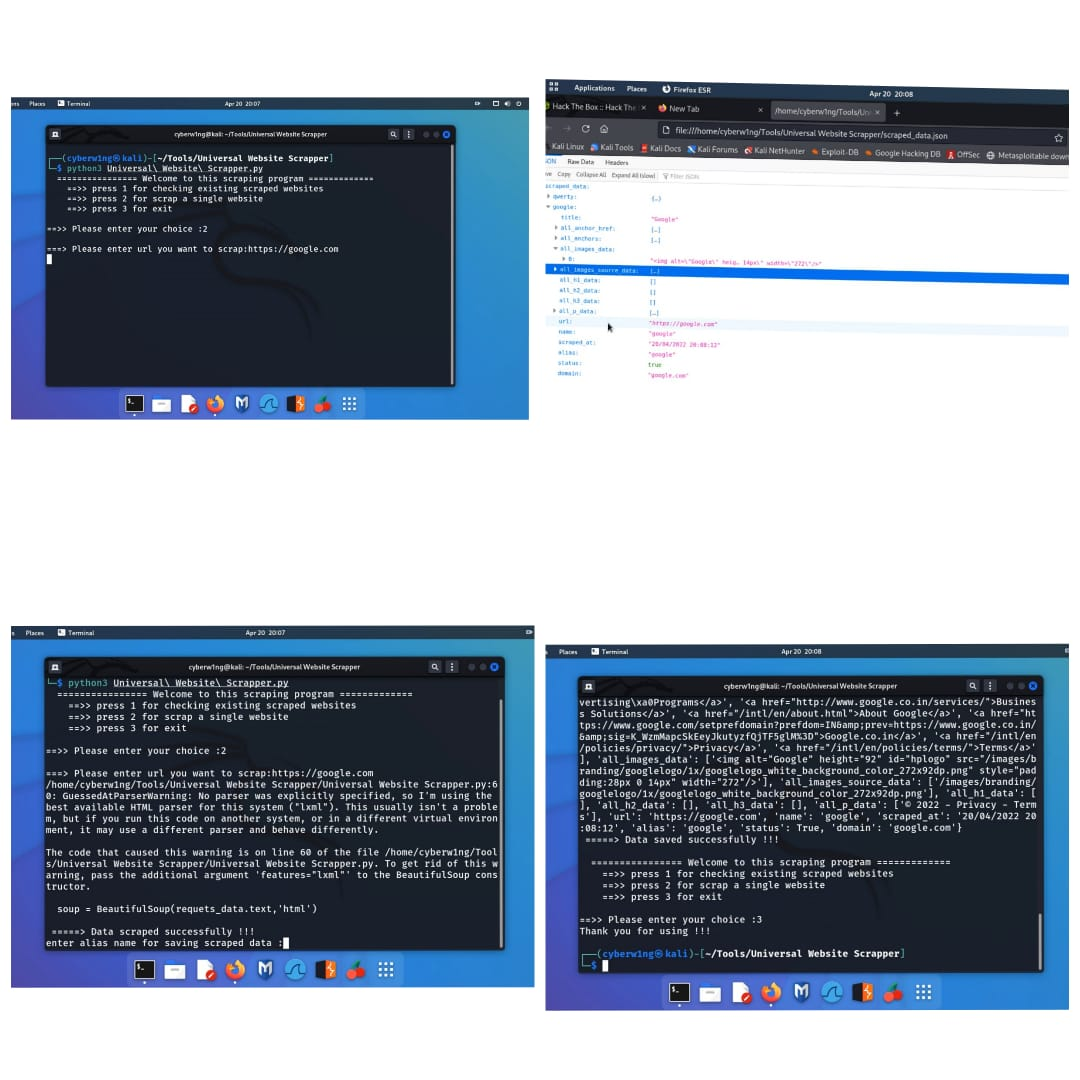 ns Places Terminal Apr 20 20:07
cyberw1ng@kali: ~/Tools/Universal Website Scrapper
(cyberw1ng㉿kali)-[~/Tools/Universal Website Scrapper]
$ python3 Universal\ Website\ Scrapper.py
================ Welcome to this scraping program =============
==>> press 1 for checking existing scraped websites
==>> press 2 for scrap a single website
==>> press 3 for exit
==>> Please enter your choice :2
===> Please enter url you want to scrap:https://google.com
Applications Places Firefox ESR Apr 20 20:08
Hack The Box :: Hack The × New Tab × /home/cyberw1ng/Tools/Un × +
file:///home/cyberw1ng/Tools/Universal Website Scrapper/scraped_data.json
Kali Linux Kali Tools Kali Docs Kali Forums Kali NetHunter Exploit-DB Google Hacking DB OffSec Metasploitable down
JSON Raw Data Headers
ve Copy Collapse All Expand All (slow) Filter JSON
scraped_data:
qwerty: {…}
google:
title: "Google"
all_anchor_href: […]
all_anchors: […]
all_images_data:
0: "<img alt=\"Google\" heig… 14px\" width=\"272\"/>"
all_images_source_data: […]
all_h1_data: []
all_h2_data: []
all_h3_data: []
all_p_data: […]
url: "https://google.com"
name: "google"
scraped_at: "20/04/2022 20:08:12"
alias: "google"
status: true
domain: "google.com"
s Places Terminal Apr 20 20:07
cyberw1ng@kali: ~/Tools/Universal Website Scrapper
$ python3 Universal\ Website\ Scrapper.py
================ Welcome to this scraping program =============
==>> press 1 for checking existing scraped websites
==>> press 2 for scrap a single website
==>> press 3 for exit
==>> Please enter your choice :2
===> Please enter url you want to scrap:https://google.com
/home/cyberw1ng/Tools/Universal Website Scrapper/Universal Website Scrapper.py:6
0: GuessedAtParserWarning: No parser was explicitly specified, so I'm using the
best available HTML parser for this system ("lxml"). This usually isn't a proble
m, but if you run this code on another system, or in a different virtual environ
ment, it may use a different parser and behave differently.
The code that caused this warning is on line 60 of the file /home/cyberw1ng/Tool
s/Universal Website Scrapper/Universal Website Scrapper.py. To get rid of this w
arning, pass the additional argument 'features="lxml"' to the BeautifulSoup cons
tructor.
soup = BeautifulSoup(requets_data.text,'html')
=====> Data scraped successfully !!!
enter alias name for saving scraped data :
Places Terminal Apr 20 20:08
cyberw1ng@kali: ~/Tools/Universal Website Scrapper
vertising\xa0Programs</a>', '<a href="http://www.google.co.in/services/">Busines
s Solutions</a>', '<a href="/intl/en/about.html">About Google</a>', '<a href="ht
tps://www.google.com/setprefdomain?prefdom=IN&amp;prev=https://www.google.co.in/
&amp;sig=K_WzmMapcSkEeyJkutyzfQjTF5glM%3D">Google.co.in</a>', '<a href="/intl/en
/policies/privacy/">Privacy</a>', '<a href="/intl/en/policies/terms/">Terms</a>'
], 'all_images_data': ['<img alt="Google" height="92" id="hplogo" src="/images/b
randing/googlelogo/1x/googlelogo_white_background_color_272x92dp.png" style="pad
ding:28px 0 14px" width="272"/>'], 'all_images_source_data': ['/images/branding/
googlelogo/1x/googlelogo_white_background_color_272x92dp.png'], 'all_h1_data': [
], 'all_h2_data': [], 'all_h3_data': [], 'all_p_data': ['© 2022 - Privacy - Term
s'], 'url': 'https://google.com', 'name': 'google', 'scraped_at': '20/04/2022 20
:08:12', 'alias': 'google', 'status': True, 'domain': 'google.com'}
=====> Data saved successfully !!!
================ Welcome to this scraping program =============
==>> press 1 for checking existing scraped websites
==>> press 2 for scrap a single website
==>> press 3 for exit
==>> Please enter your choice :3
Thank you for using !!!
(cyberw1ng㉿kali)-[~/Tools/Universal Website Scrapper]
$